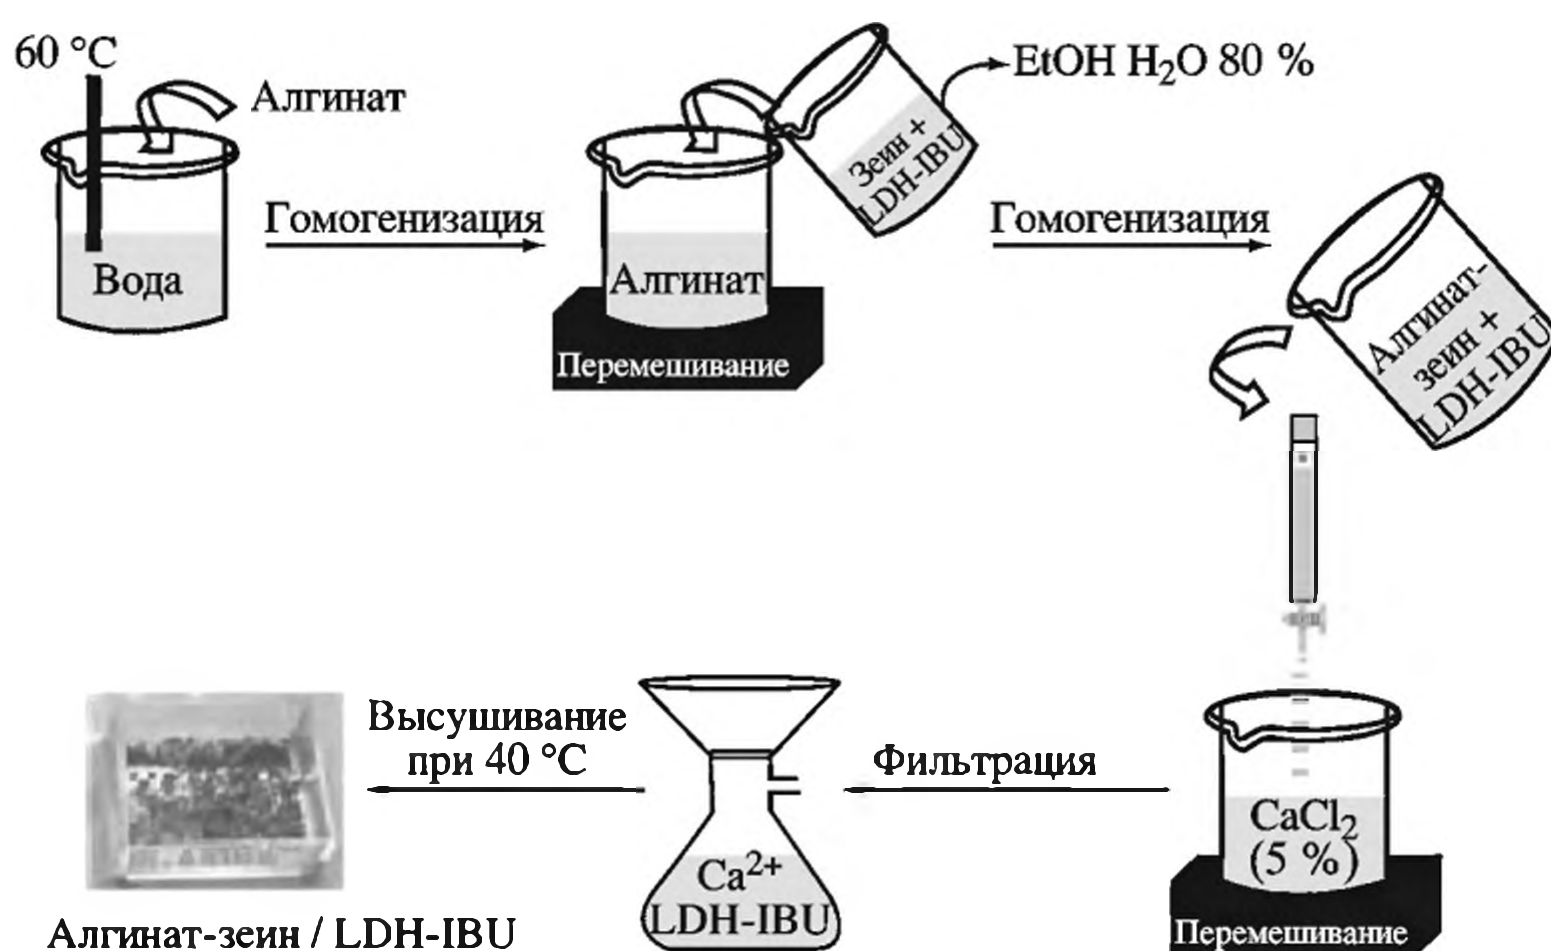 60 °C
Алгинат
EtOH H₂O 80 %
Зеин +
LDH-IBU
Гомогенизация
Гомогенизация
Вода
Алгинат
Перемешивание
Алгинат-
зеин +
LDH-IBU
Высушивание
при 40 °C
Фильтрация
CaCl₂
(5 %)
Ca²⁺
LDH-IBU
Перемешивание
Алгинат-зеин / LDH-IBU